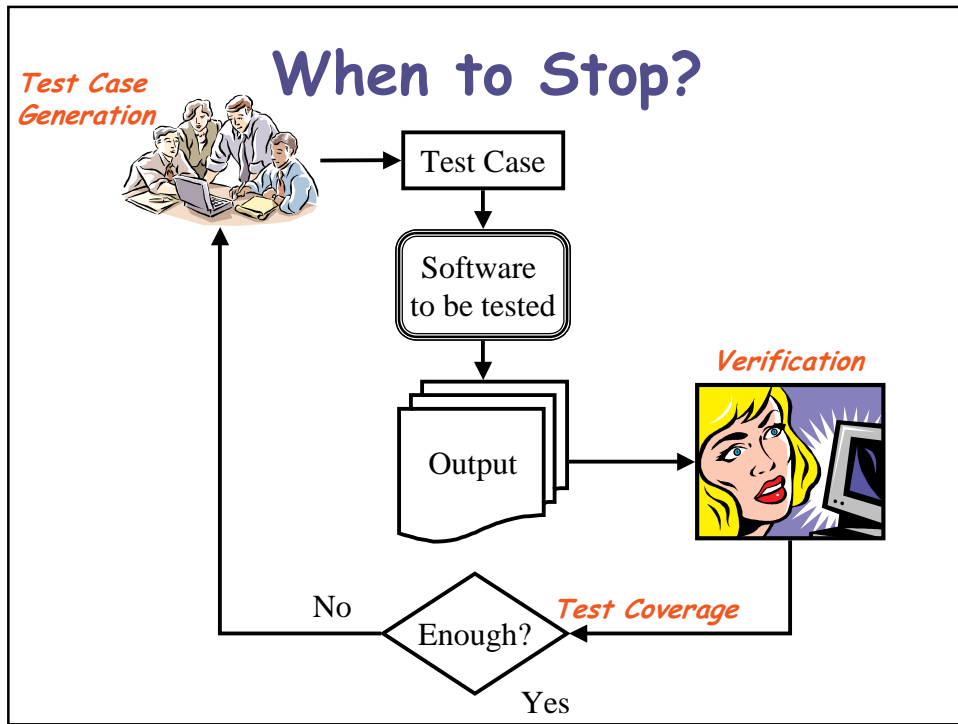 When to Stop?
Test Case
Generation
Test Case
Software
to be tested
Verification
Output
No
Test Coverage
Enough?
Yes